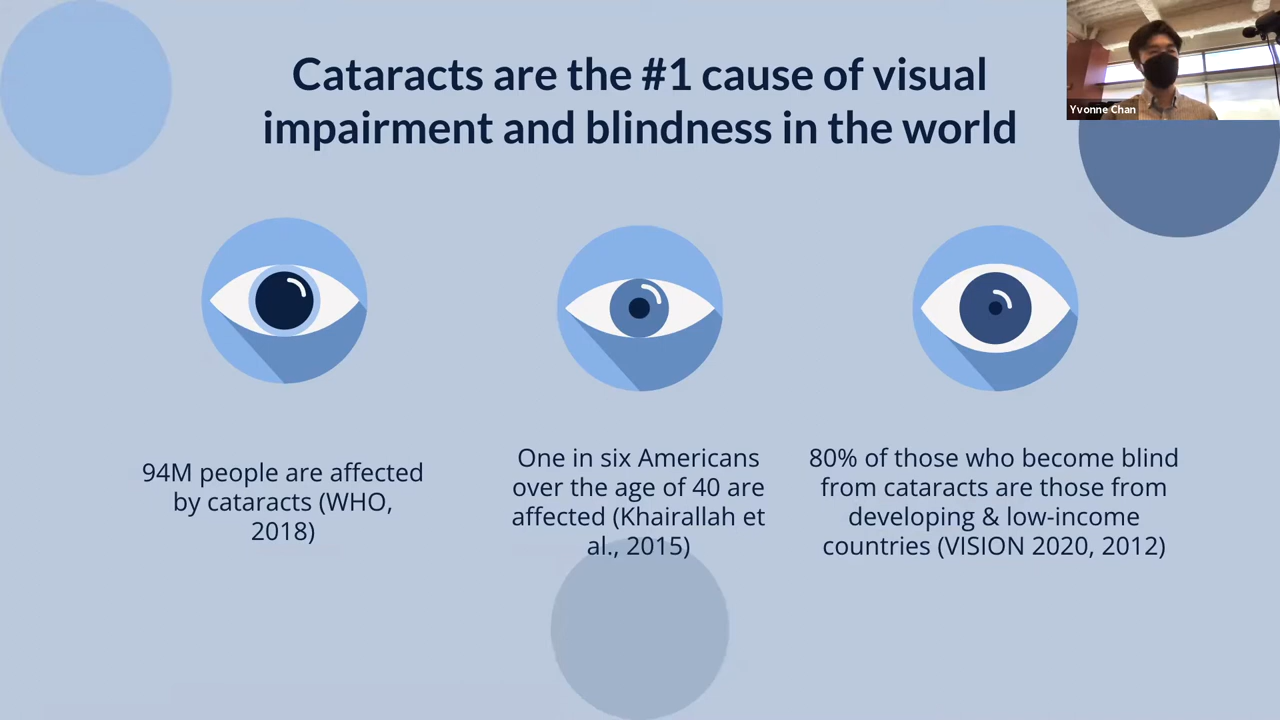 Cataracts are the #1 cause of visual
impairment and blindness in the world
Yvonne Chan
94M people are affected
by cataracts (WHO,
2018)
One in six Americans
over the age of 40 are
affected (Khairallah et
al., 2015)
80% of those who become blind
from cataracts are those from
developing & low-income
countries (VISION 2020, 2012)